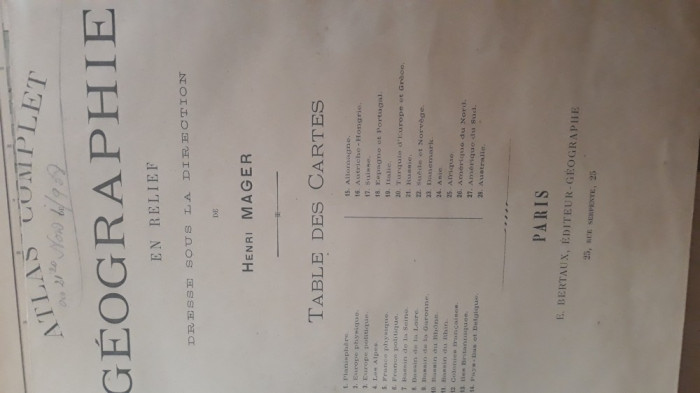 ATLAS COMPLET
GÉOGRAPHIE
EN RELIEF
DRESSE SOUS LA DIRECTION
DE
HENRI MAGER
TABLE DES CARTES
1. Planisphère.
2. Europe physique.
3. Europe politique.
4. Les Alpes.
5. France physique.
6. France politique.
7. Bassin de la Seine.
8. Bassin de la Loire.
9. Bassin de la Garonne.
10. Bassin du Rhône.
11. Bassin du Rhin.
12. Colonies françaises.
13. Iles Britanniques.
14. Pays-Bas et Belgique.
15. Allemagne.
16. Autriche-Hongrie.
17. Suisse.
18. Espagne et Portugal.
19. Italie.
20. Turquie d'Europe et Grèce.
21. Russie.
22. Suède et Norvège.
23. Danemark.
24. Asie.
25. Afrique.
26. Amérique du Nord.
27. Amérique du Sud.
28. Australie.
PARIS
E. BERTAUX, ÉDITEUR-GÉOGRAPHE
25, RUE SERPENTE, 25